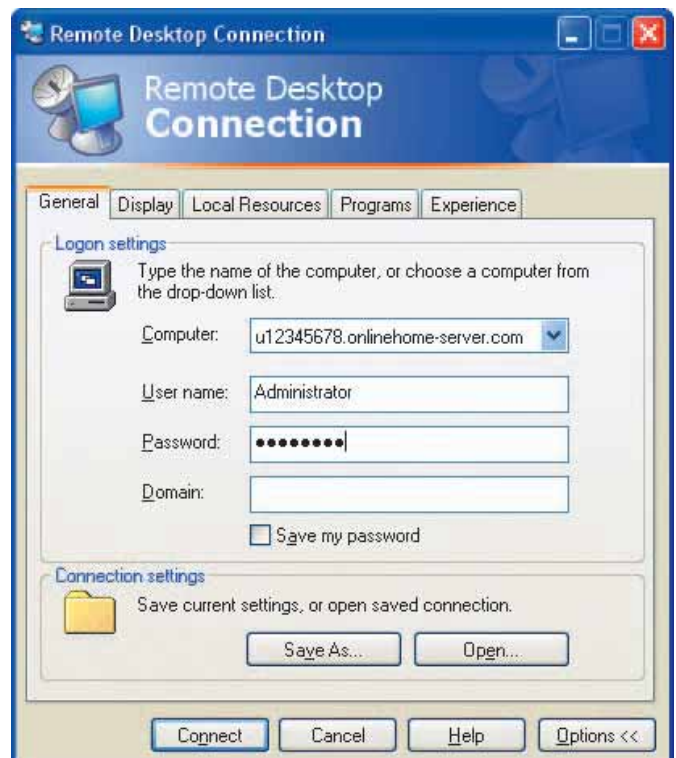 Remote Desktop Connection
Remote Desktop
Connection
General Display Local Resources Programs Experience
Logon settings
Type the name of the computer, or choose a computer from
the drop-down list.
Computer: u12345678.onlinehome-server.com
User name: Administrator
Password: ●●●●●●●●
Domain:
Save my password
Connection settings
Save current settings, or open saved connection.
Save As... Open...
Connect Cancel Help Options <<